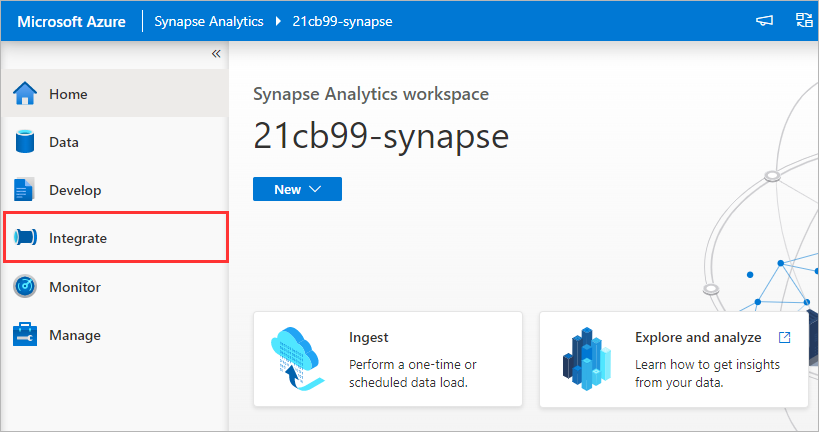 Microsoft Azure
Synapse Analytics
21cb99-synapse
«
Home
Data
Develop
Integrate
Monitor
Manage
Synapse Analytics workspace
21cb99-synapse
New
Ingest
Perform a one-time or
scheduled data load.
Explore and analyze
Learn how to get insights
from your data.